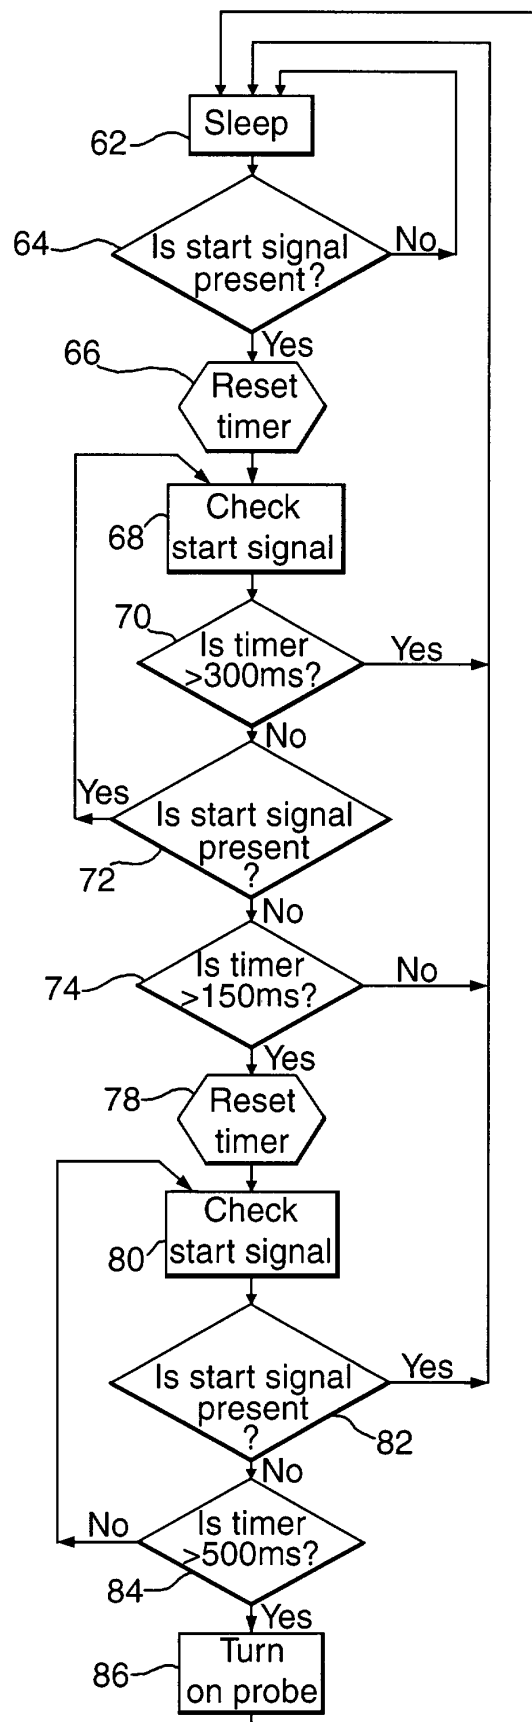 Sleep
62
64
Is start signal
present?
No
Yes
66
Reset
timer
Check
start signal
68
70
Is timer
>300ms?
Yes
No
Yes
Is start signal
present
?
72
No
Is timer
>150ms?
No
74
Yes
78
Reset
timer
Check
start signal
80
Is start signal
present
?
Yes
82
No
Is timer
>500ms?
No
84
Yes
Turn
on probe
86